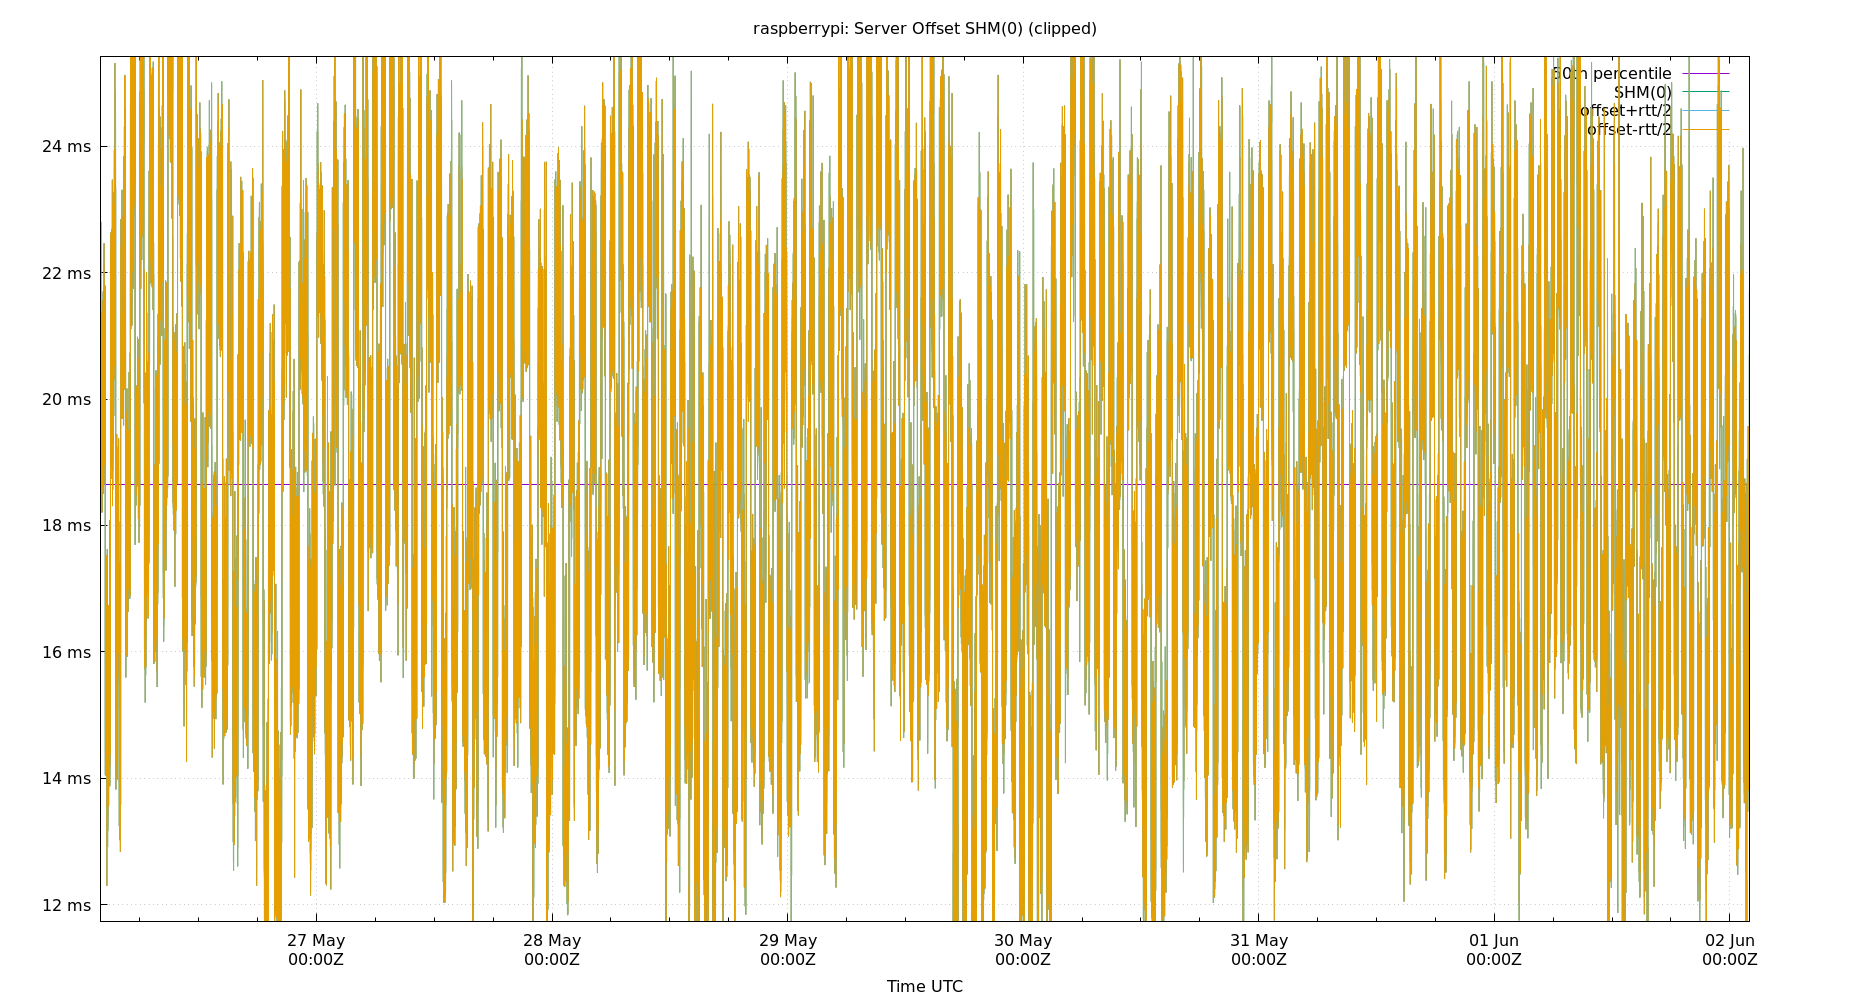 raspberrypi: Server Offset SHM(0) (clipped)
50th percentile
SHM(0)
offset+rtt/2
offset-rtt/2
24 ms
22 ms
20 ms
18 ms
16 ms
14 ms
12 ms
27 May
00:00Z
28 May
00:00Z
29 May
00:00Z
30 May
00:00Z
31 May
00:00Z
01 Jun
00:00Z
02 Jun
00:00Z
Time UTC